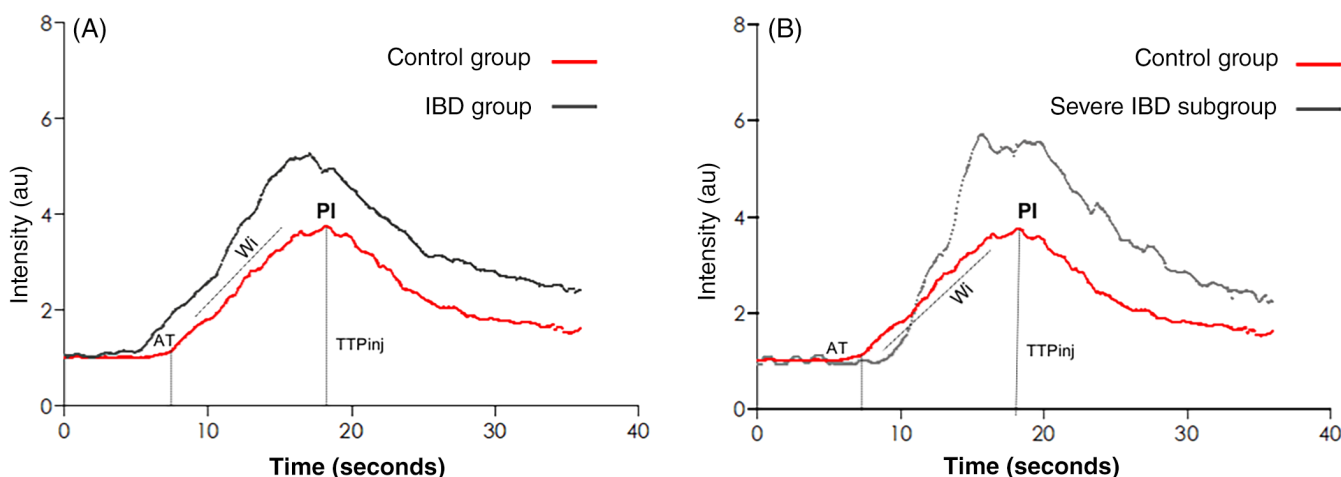 (A)
Control group
IBD group
8
6
4
2
0
Intensity (au)
Wi
PI
AT
TTPinj
0 10 20 30 40
Time (seconds)
(B)
Control group
Severe IBD subgroup
8
6
4
2
0
Intensity (au)
PI
Wi
AT
TTPinj
0 10 20 30 40
Time (seconds)